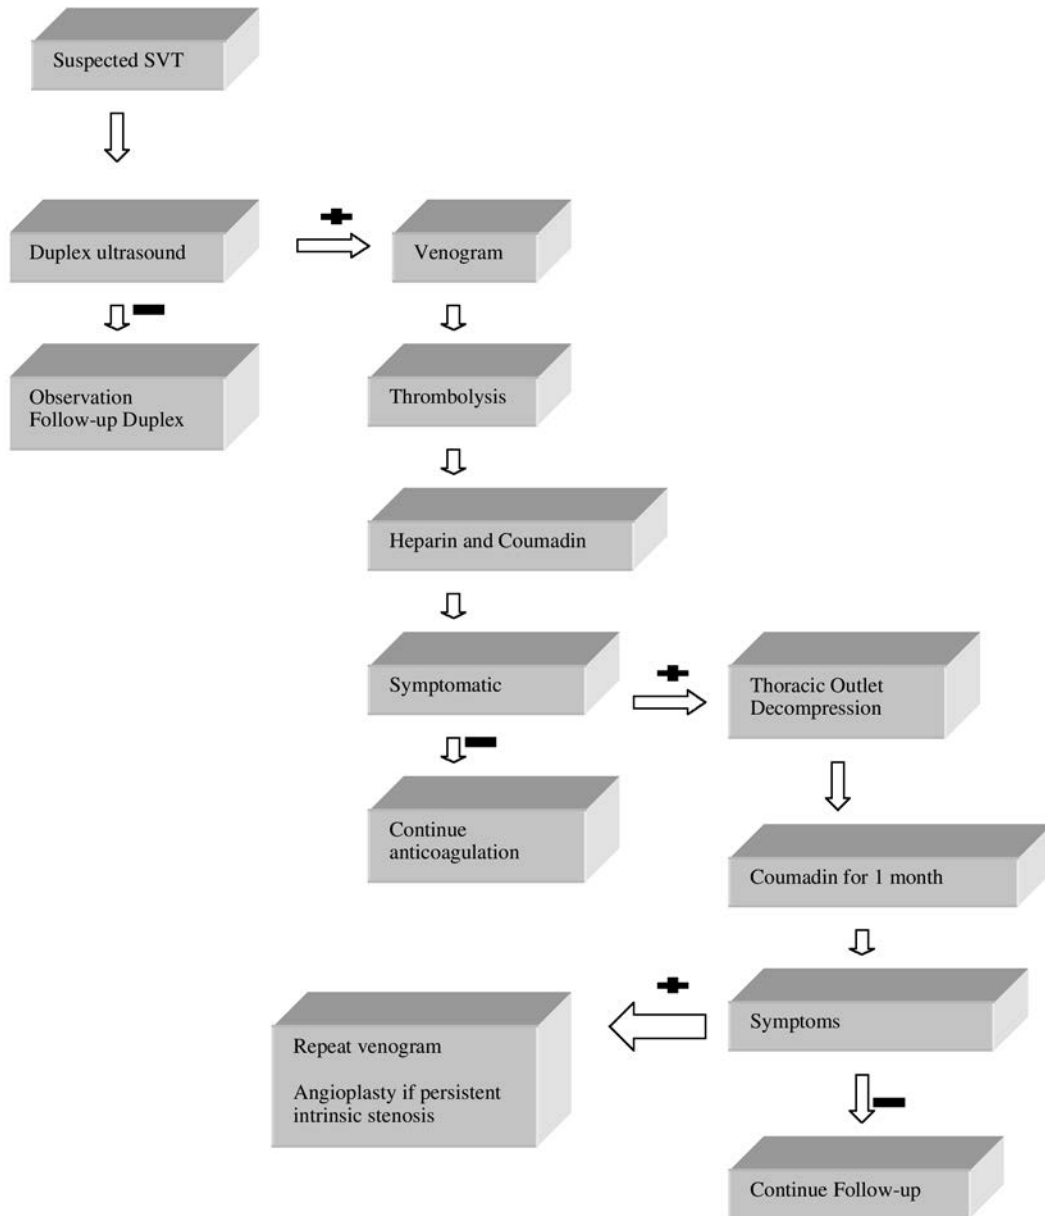 Suspected SVT
Duplex ultrasound
Venogram
Observation
Follow-up Duplex
Thrombolysis
Heparin and Coumadin
Symptomatic
Thoracic Outlet
Decompression
Continue
anticoagulation
Coumadin for 1 month
Symptoms
Repeat venogram
Angioplasty if persistent
intrinsic stenosis
Continue Follow-up